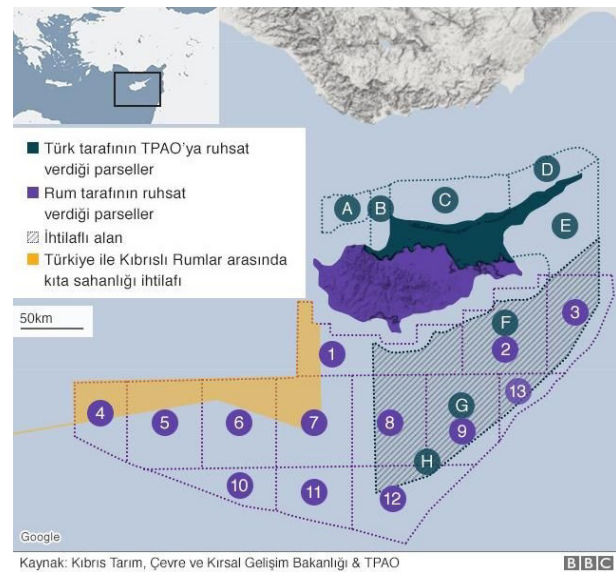 Türk tarafının TPAO'ya ruhsat
verdiği parseller
Rum tarafının ruhsat
verdiği parseller
İhtilaflı alan
Türkiye ile Kıbrıslı Rumlar arasında
kıta sahanlığı ihtilafı
50km
D
A
B
C
E
F
3
1
2
13
4
5
6
7
8
G
9
H
10
11
12
Google
Kaynak: Kıbrıs Tarım, Çevre ve Kırsal Gelişim Bakanlığı & TPAO
BBC